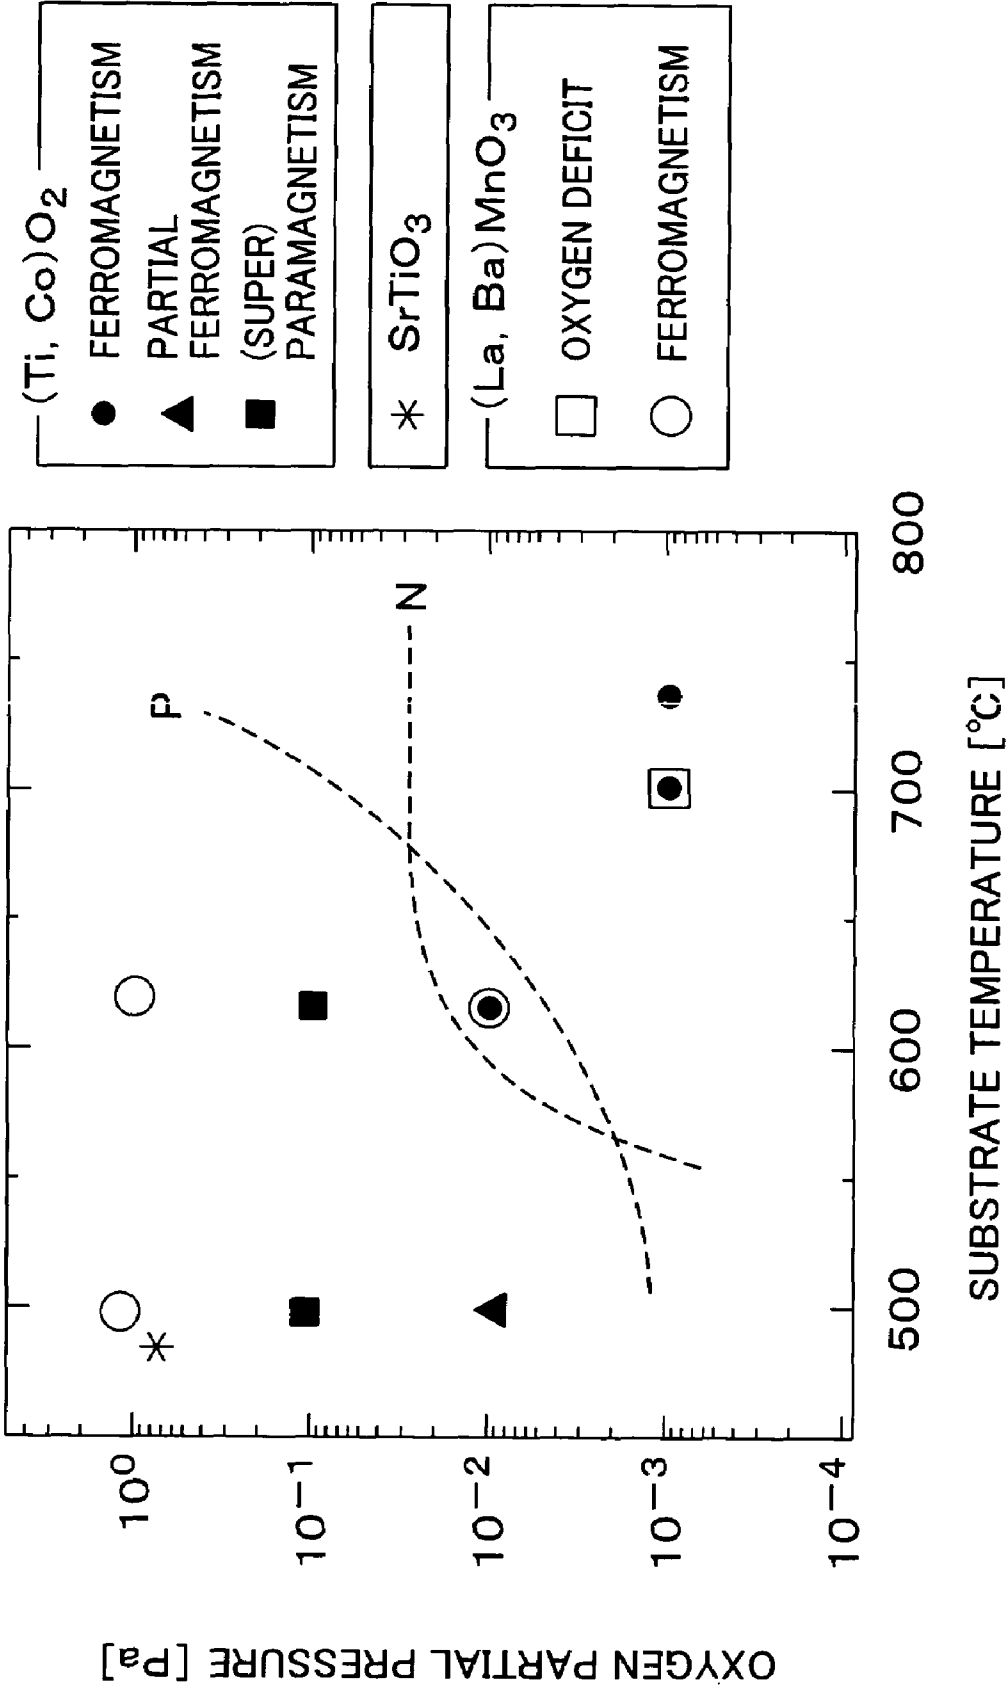 OXYGEN PARTIAL PRESSURE [Pa]
10⁰
10⁻¹
10⁻²
10⁻³
10⁻⁴
500
600
700
800
SUBSTRATE TEMPERATURE [℃]
P
N
(Ti, Co)O₂
● FERROMAGNETISM
▲ PARTIAL
FERROMAGNETISM
■ (SUPER)
PARAMAGNETISM
* SrTiO₃
(La, Ba)MnO₃
□ OXYGEN DEFICIT
○ FERROMAGNETISM